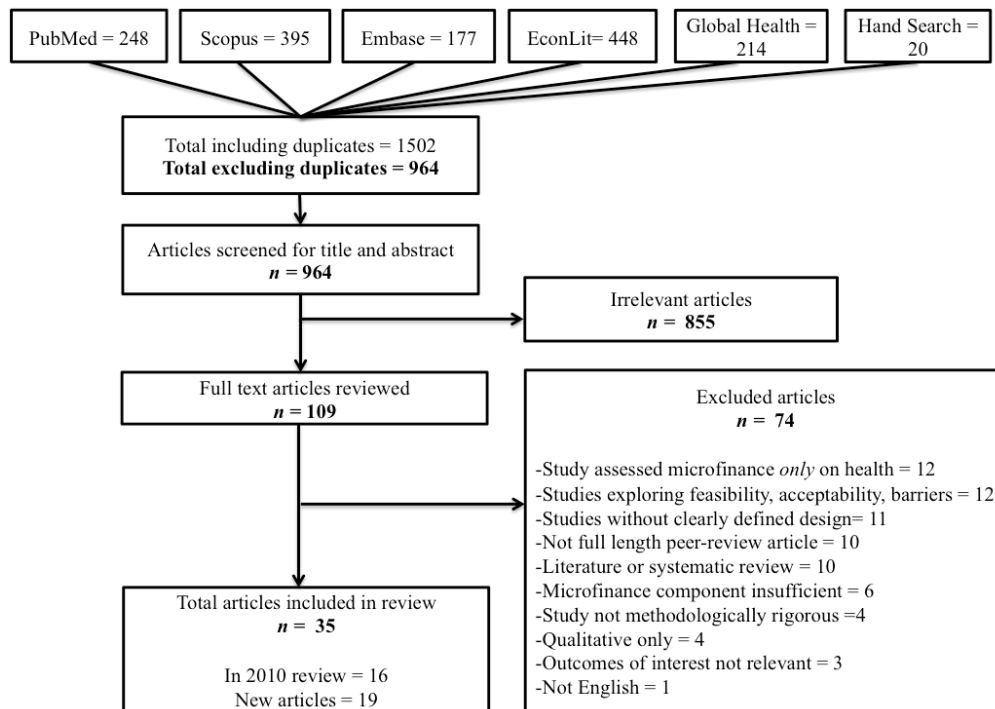 PubMed = 248
Scopus = 395
Embase = 177
EconLit= 448
Global Health =
214
Hand Search =
20
Total including duplicates = 1502
Total excluding duplicates = 964
Articles screened for title and abstract
n = 964
Irrelevant articles
n = 855
Full text articles reviewed
n = 109
Excluded articles
n = 74
-Study assessed microfinance only on health = 12
-Studies exploring feasibility, acceptability, barriers = 12
-Studies without clearly defined design= 11
-Not full length peer-review article = 10
-Literature or systematic review = 10
-Microfinance component insufficient = 6
-Study not methodologically rigorous =4
-Qualitative only = 4
-Outcomes of interest not relevant = 3
-Not English = 1
Total articles included in review
n = 35
In 2010 review = 16
New articles = 19